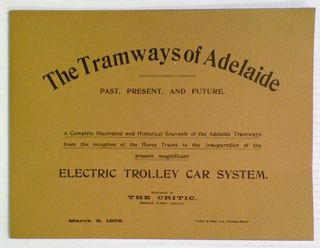 The Tramways of Adelaide
PAST, PRESENT, AND FUTURE.
A Complete Illustrated and Historical Souvenir of the Adelaide Tramways
from the inception of the Horse Trams to the inauguration of the
present magnificent
ELECTRIC TROLLEY CAR SYSTEM.
PUBLISHED BY
THE CRITIC,
March 9, 1909.